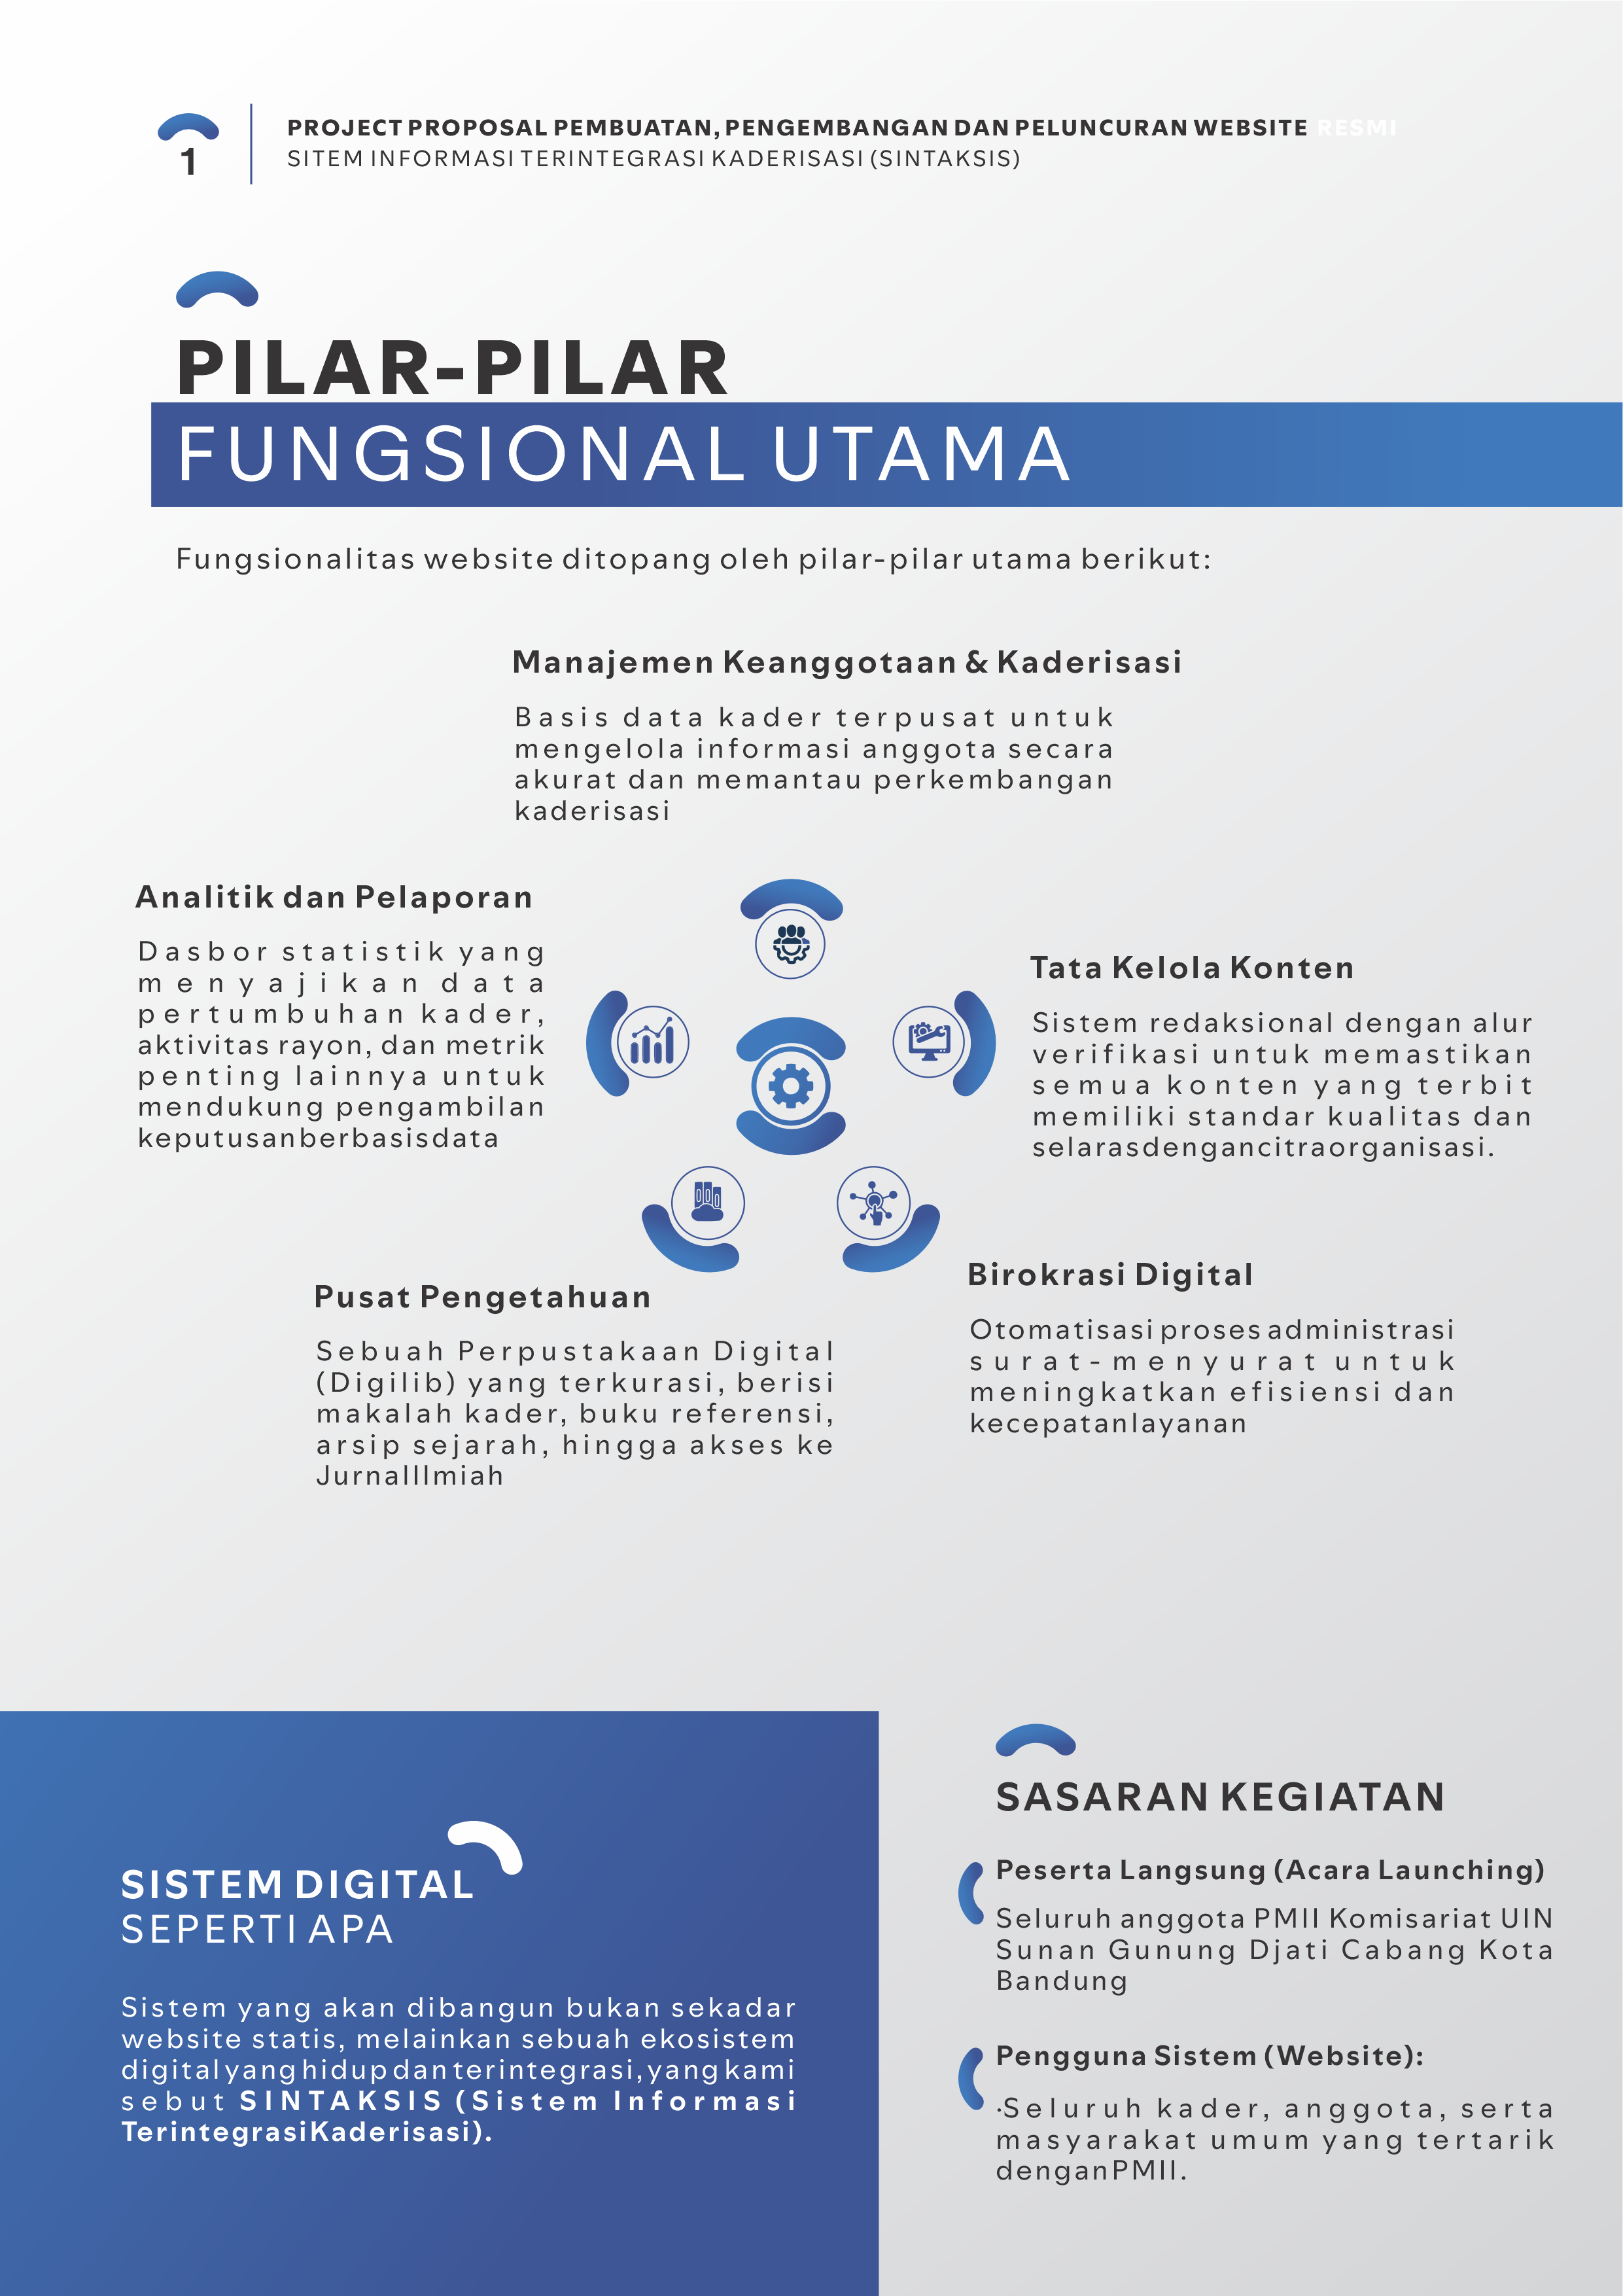 1
PROJECT PROPOSAL PEMBUATAN, PENGEMBANGAN DAN PELUNCURAN WEBSITE RESMI
SITEM INFORMASI TERINTEGRASI KADERISASI (SINTAKSIS)
PILAR-PILAR
FUNGSIONAL UTAMA
Fungsionalitas website ditopang oleh pilar-pilar utama berikut:
Manajemen Keanggotaan & Kaderisasi
Basis data kader terpusat untuk
mengelola informasi anggota secara
akurat dan memantau perkembangan
kaderisasi
Analitik dan Pelaporan
Dasbor statistik yang
menyajikan data
pertumbuhan kader,
aktivitas rayon, dan metrik
penting lainnya untuk
mendukung pengambilan
keputusanberbasisdata
Tata Kelola Konten
Sistem redaksional dengan alur
verifikasi untuk memastikan
semua konten yang terbit
memiliki standar kualitas dan
selarasdengancitraorganisasi.
Pusat Pengetahuan
Sebuah Perpustakaan Digital
(Digilib) yang terkurasi, berisi
makalah kader, buku referensi,
arsip sejarah, hingga akses ke
JurnalIlmiah
Birokrasi Digital
Otomatisasi proses administrasi
surat-menyurat untuk
meningkatkan efisiensi dan
kecepatanlayanan
SISTEM DIGITAL
SEPERTI APA
Sistem yang akan dibangun bukan sekadar
website statis, melainkan sebuah ekosistem
digital yang hidup dan terintegrasi, yang kami
sebut SINTAKSIS (Sistem Informasi
TerintegrasiKaderisasi).
SASARAN KEGIATAN
Peserta Langsung (Acara Launching)
Seluruh anggota PMII Komisariat UIN
Sunan Gunung Djati Cabang Kota
Bandung
Pengguna Sistem (Website):
·Seluruh kader, anggota, serta
masyarakat umum yang tertarik
denganPMII.